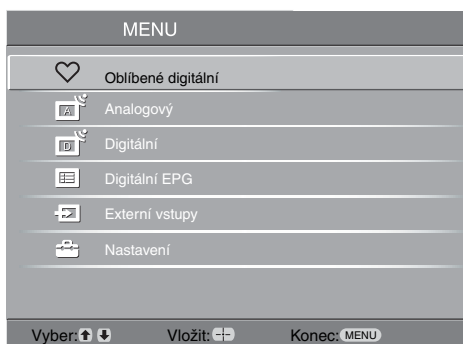 MENU
Oblíbené digitální
A Analogový
D Digitální
Digitální EPG
Externí vstupy
Nastavení
Vyber: Vložit: Konec: MENU